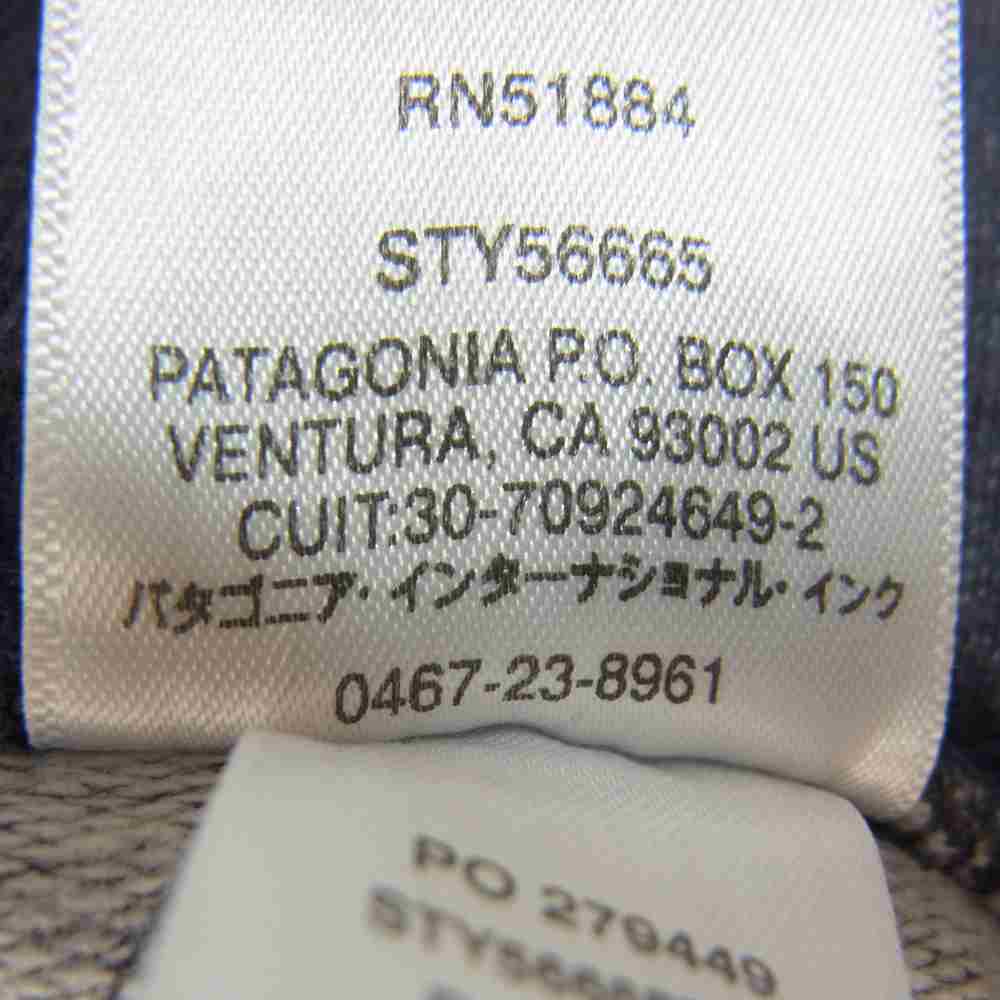 RN51884
STY56665
PATAGONIA P.O. BOX 150
VENTURA, CA 93002 US
CUIT:30-70924649-2
パタゴニア・インターナショナル・インク
0467-23-8961
PO 279449